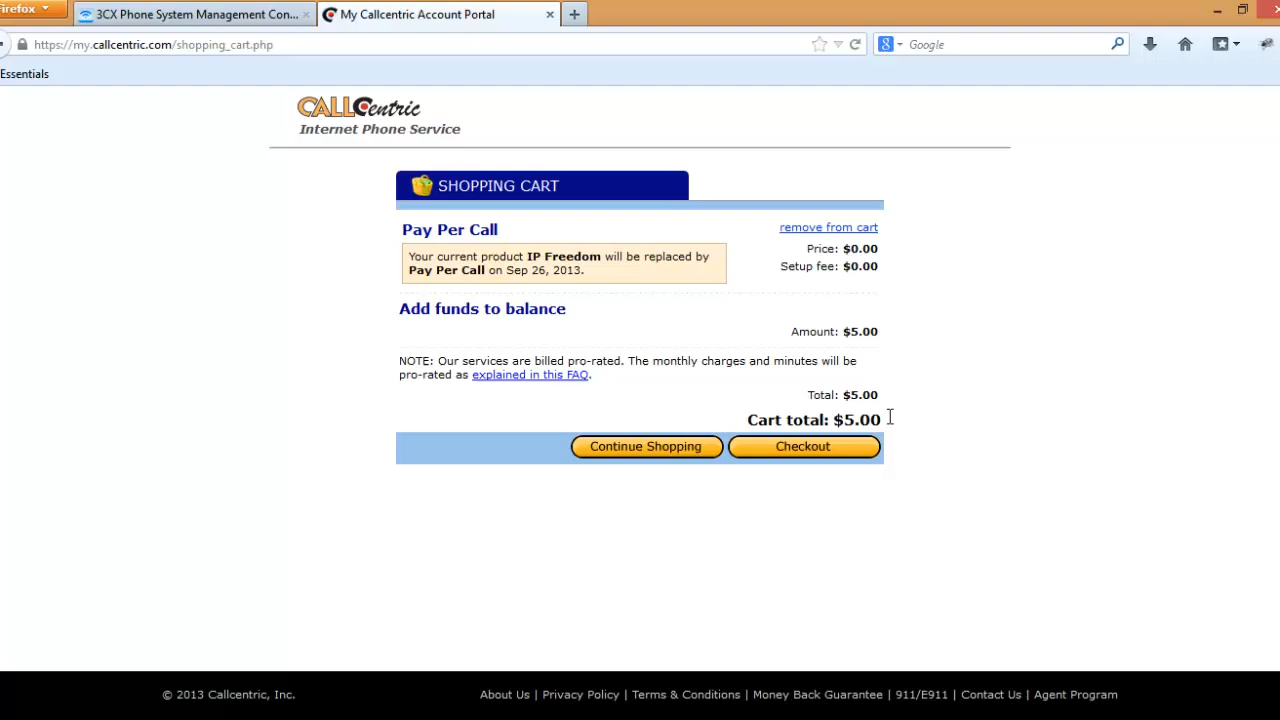 Firefox
3CX Phone System Management Con...
My Callcentric Account Portal
https://my.callcentric.com/shopping_cart.php
Google
Essentials
CALLCentric
Internet Phone Service
SHOPPING CART
Pay Per Call
remove from cart
Your current product IP Freedom will be replaced by
Pay Per Call on Sep 26, 2013.
Price: $0.00
Setup fee: $0.00
Add funds to balance
Amount: $5.00
NOTE: Our services are billed pro-rated. The monthly charges and minutes will be
pro-rated as explained in this FAQ.
Total: $5.00
Cart total: $5.00
Continue Shopping
Checkout
© 2013 Callcentric, Inc.
About Us | Privacy Policy | Terms & Conditions | Money Back Guarantee | 911/E911 | Contact Us | Agent Program